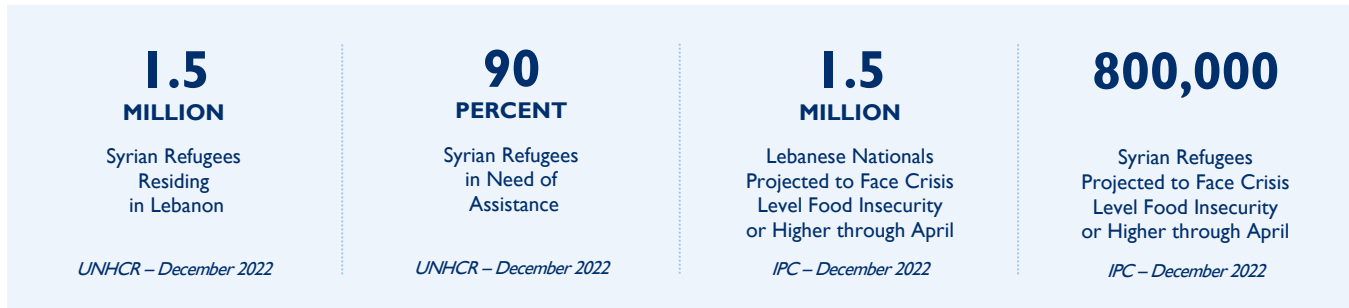 1.5
MILLION
Syrian Refugees
Residing
in Lebanon
UNHCR – December 2022
90
PERCENT
Syrian Refugees
in Need of
Assistance
UNHCR – December 2022
1.5
MILLION
Lebanese Nationals
Projected to Face Crisis
Level Food Insecurity
or Higher through April
IPC – December 2022
800,000
Syrian Refugees
Projected to Face Crisis
Level Food Insecurity
or Higher through April
IPC – December 2022